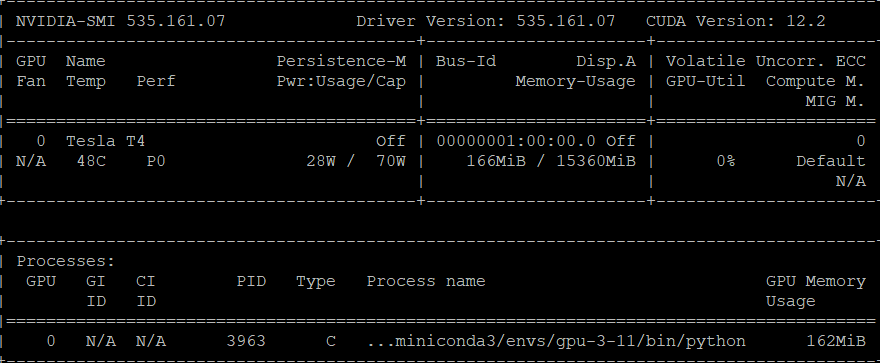 NVIDIA-SMI 535.161.07 Driver Version: 535.161.07 CUDA Version: 12.2
GPU Name Persistence-M | Bus-Id Disp.A | Volatile Uncorr. ECC
Fan Temp Perf Pwr:Usage/Cap | Memory-Usage | GPU-Util Compute M.
| | MIG M.
0 Tesla T4 Off | 00000001:00:00.0 Off | 0
N/A 48C P0 28W / 70W | 166MiB / 15360MiB | 0% Default
| | N/A
Processes:
GPU GI CI PID Type Process name GPU Memory
ID ID Usage
0 N/A N/A 3963 C ...miniconda3/envs/gpu-3-11/bin/python 162MiB